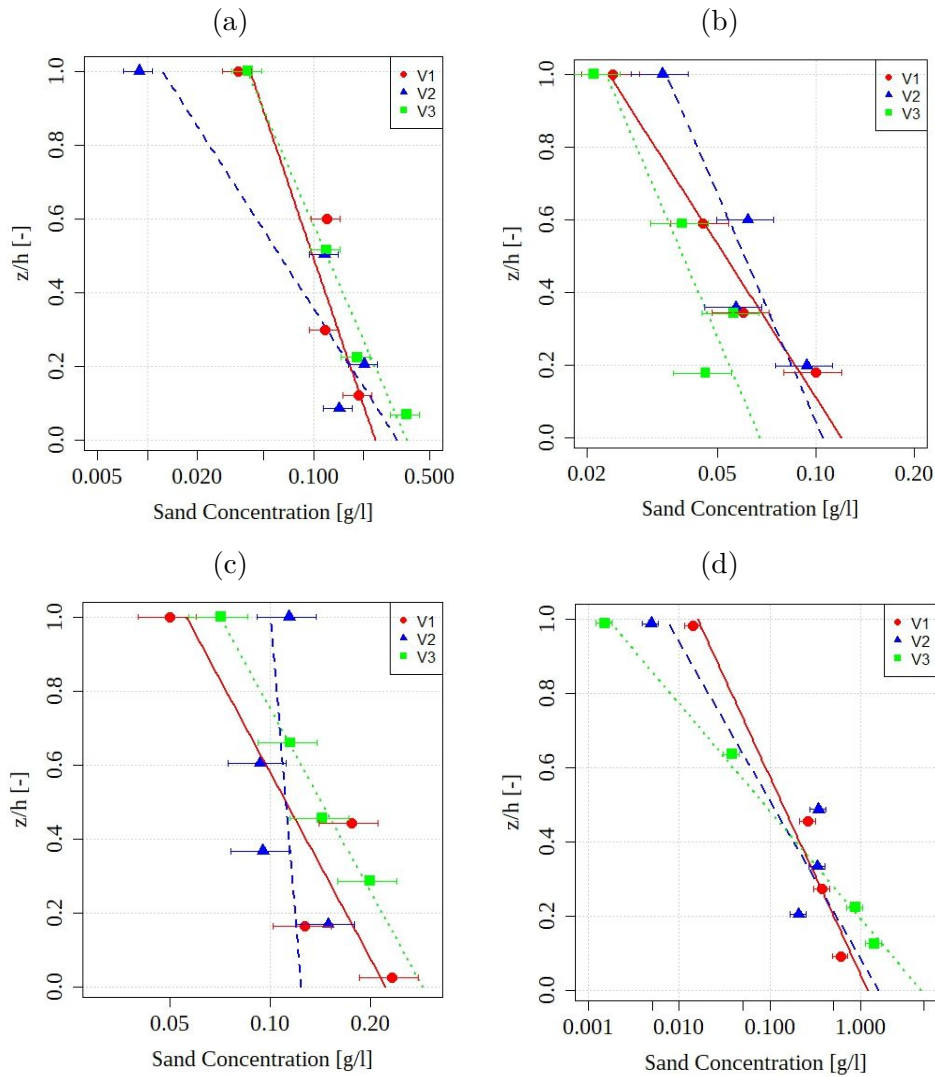 (a)
1.0
0.8
0.6
0.4
0.2
0.0
z/h [-]
V1
V2
V3
0.005 0.020 0.100 0.500
Sand Concentration [g/l]
(b)
1.0
0.8
0.6
0.4
0.2
0.0
z/h [-]
V1
V2
V3
0.02 0.05 0.10 0.20
Sand Concentration [g/l]
(c)
1.0
0.8
0.6
0.4
0.2
0.0
z/h [-]
V1
V2
V3
0.05 0.10 0.20
Sand Concentration [g/l]
(d)
1.0
0.8
0.6
0.4
0.2
0.0
z/h [-]
V1
V2
V3
0.001 0.010 0.100 1.000
Sand Concentration [g/l]